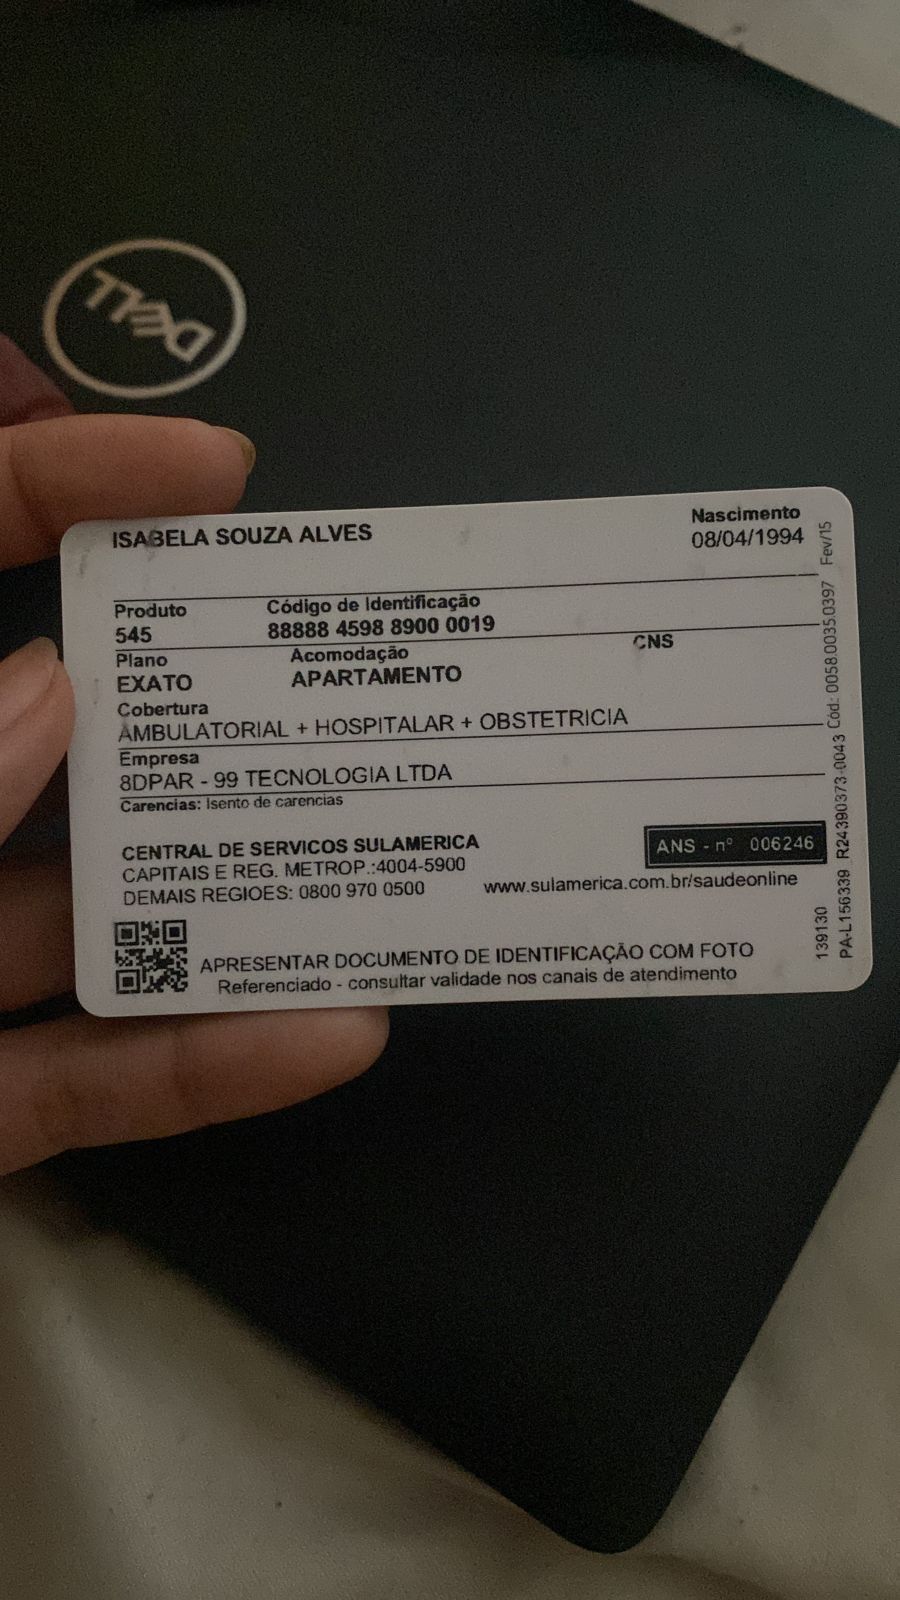 DELL
ISABELA SOUZA ALVES
Nascimento
08/04/1994
Produto
545
Código de Identificação
88888 4598 8900 0019
Plano
EXATO
Acomodação
APARTAMENTO
CNS
Cobertura
AMBULATORIAL + HOSPITALAR + OBSTETRICIA
Empresa
8DPAR - 99 TECNOLOGIA LTDA
Carencias: Isento de carencias
CENTRAL DE SERVICOS SULAMERICA
CAPITAIS E REG. METROP.:4004-5900
DEMAIS REGIOES: 0800 970 0500
ANS - nº 006246
www.sulamerica.com.br/saudeonline
APRESENTAR DOCUMENTO DE IDENTIFICAÇÃO COM FOTO
Referenciado - consultar validade nos canais de atendimento
139130
PA-L156339 R24390373-0043 Cód.: 0058.0035.0397 Fev/15